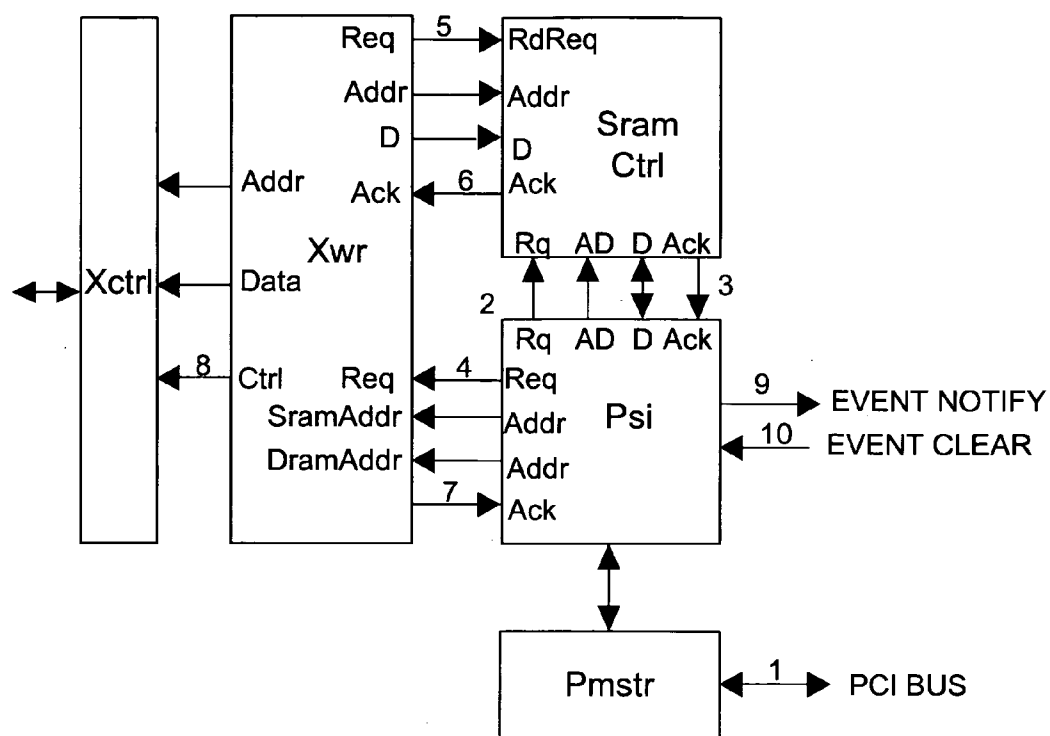 5
Req RdReq
Addr Addr
Sram
Ctrl
D D
Addr Ack 6 Ack
Xwr
Rq AD D Ack
Xctrl Data
2 3
Rq AD D Ack
8 Ctrl Req 4 Req
9 EVENT NOTIFY
SramAddr Addr Psi
10 EVENT CLEAR
DramAddr Addr
7 Ack
Pmstr 1 PCI BUS